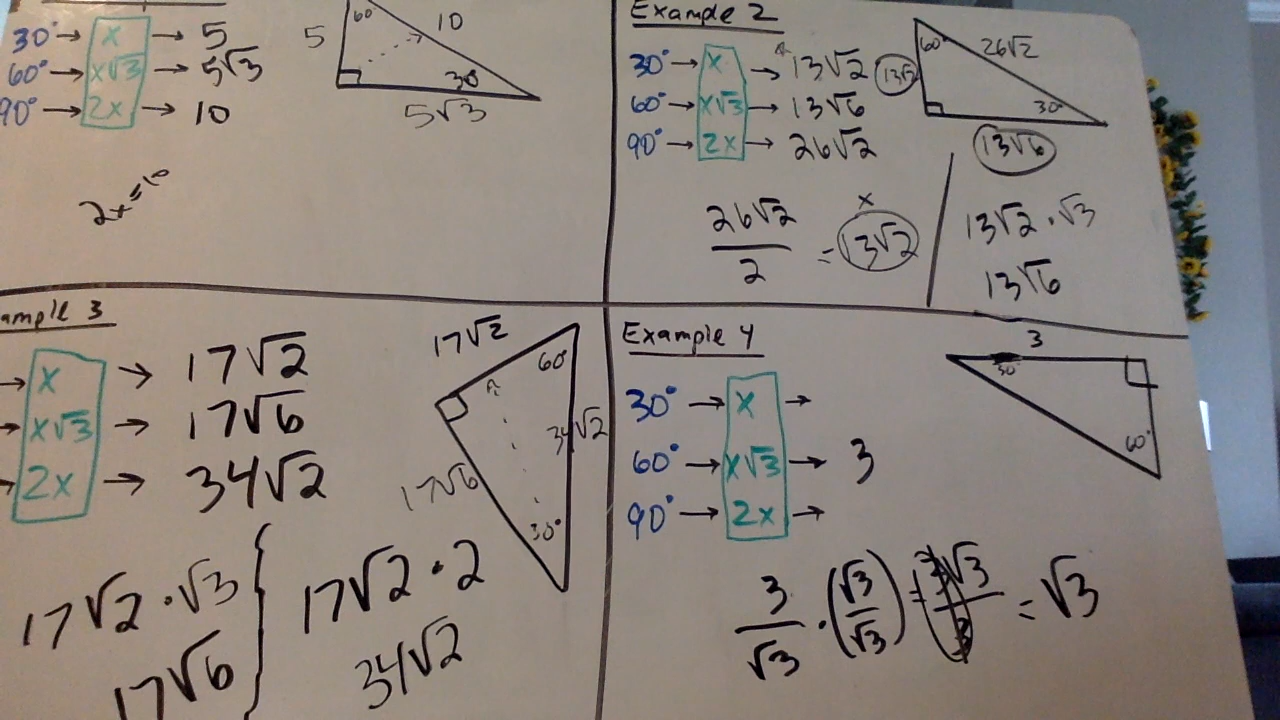 30° → x → 5
60° → x√3 → 5√3
90° → 2x → 10
2x=10
5
60°
10
30
5√3
Example 2
30° → x → 13√2
60° → x√3 → 13√6
90° → 2x → 26√2
60°
26√2
30°
13√6
26√2 / 2 = 13√2
x
13√2 · √3
13√6
ample 3
→ x → 17√2
→ x√3 → 17√6
→ 2x → 34√2
17√2
60°
34√2
17√6
30°
17√2 · √3
17√6
17√2 · 2
34√2
Example 4
30° → x →
60° → x√3 → 3
90° → 2x →
3
30°
60°
3/√3 · (√3/√3) = 3√3/3 = √3